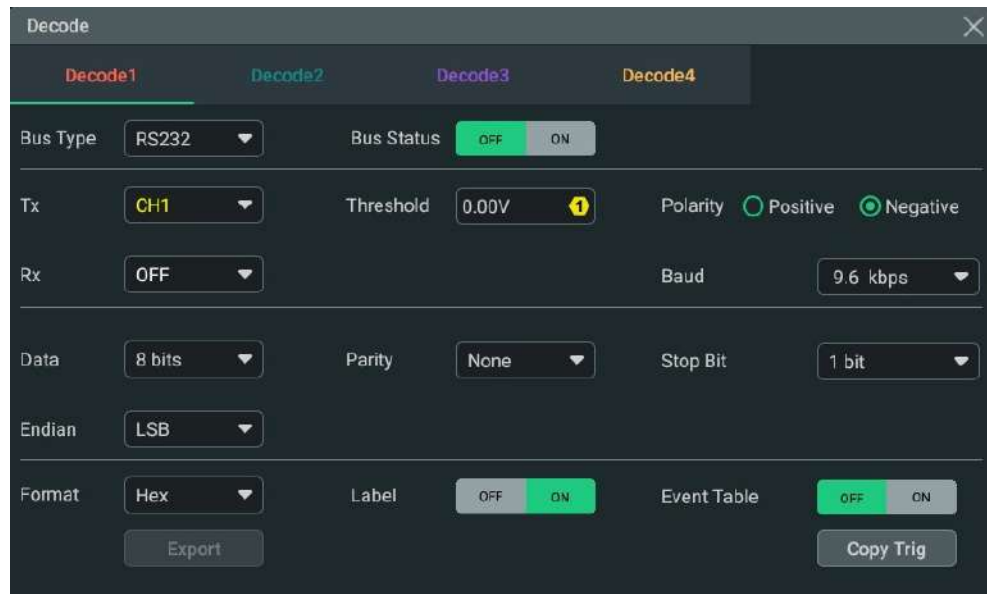 Decode
Decode1 Decode2 Decode3 Decode4
Bus Type RS232 Bus Status OFF ON
Tx CH1 Threshold 0.00V 1 Polarity Positive Negative
Rx OFF Baud 9.6 kbps
Data 8 bits Parity None Stop Bit 1 bit
Endian LSB
Format Hex Label OFF ON Event Table OFF ON
Export Copy Trig